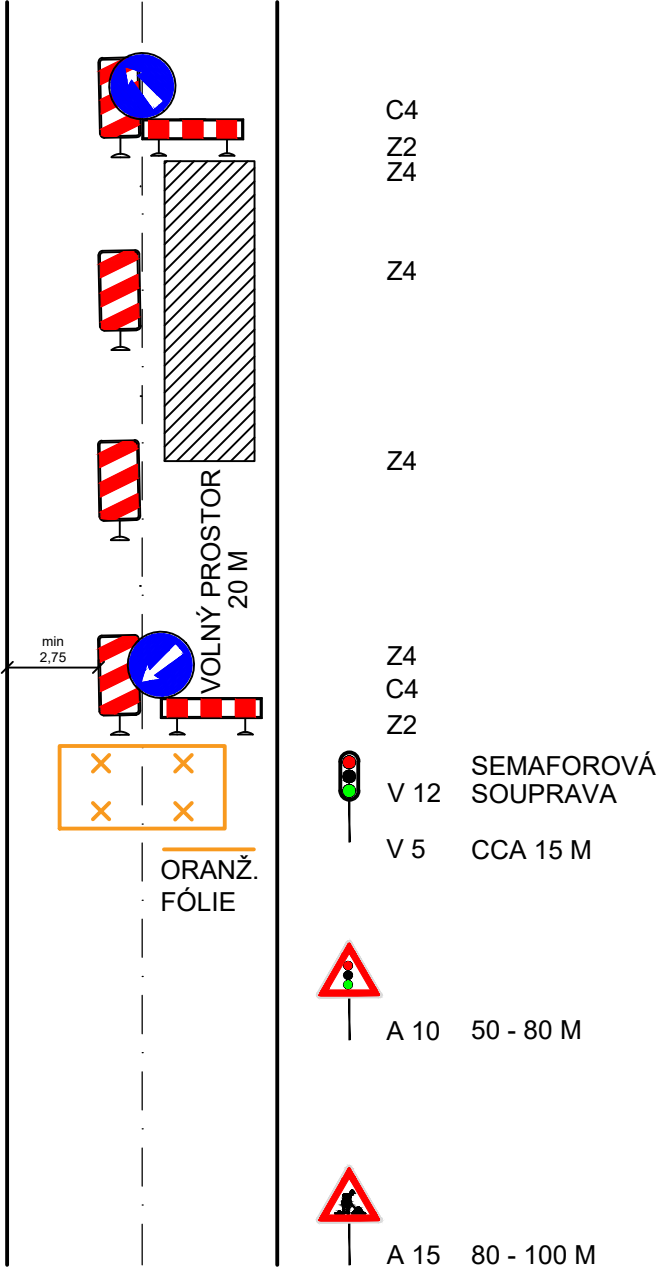 C4
Z2
Z4
Z4
Z4
VOLNÝ PROSTOR
20 M
min
2,75
Z4
C4
Z2
SEMAFOROVÁ
V 12 SOUPRAVA
V 5 CCA 15 M
ORANŽ.
FÓLIE
A 10 50 - 80 M
A 15 80 - 100 M